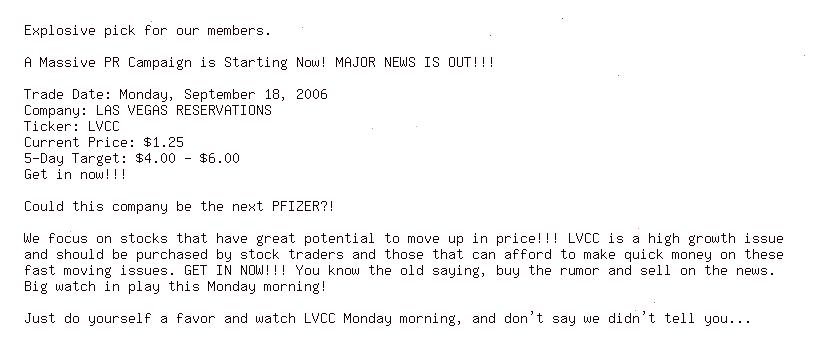 Explosive pick for our members.
A Massive PR Campaign is Starting Now! MAJOR NEWS IS OUT!!!
Trade Date: Monday, September 18, 2006
Company: LAS VEGAS RESERVATIONS
Ticker: LVCC
Current Price: $1.25
5-Day Target: $4.00 - $6.00
Get in now!!!
Could this company be the next PFIZER?!
We focus on stocks that have great potential to move up in price!!! LVCC is a high growth issue
and should be purchased by stock traders and those that can afford to make quick money on these
fast moving issues. GET IN NOW!!! You know the old saying, buy the rumor and sell on the news.
Big watch in play this Monday morning!
Just do yourself a favor and watch LVCC Monday morning, and don't say we didn't tell you...